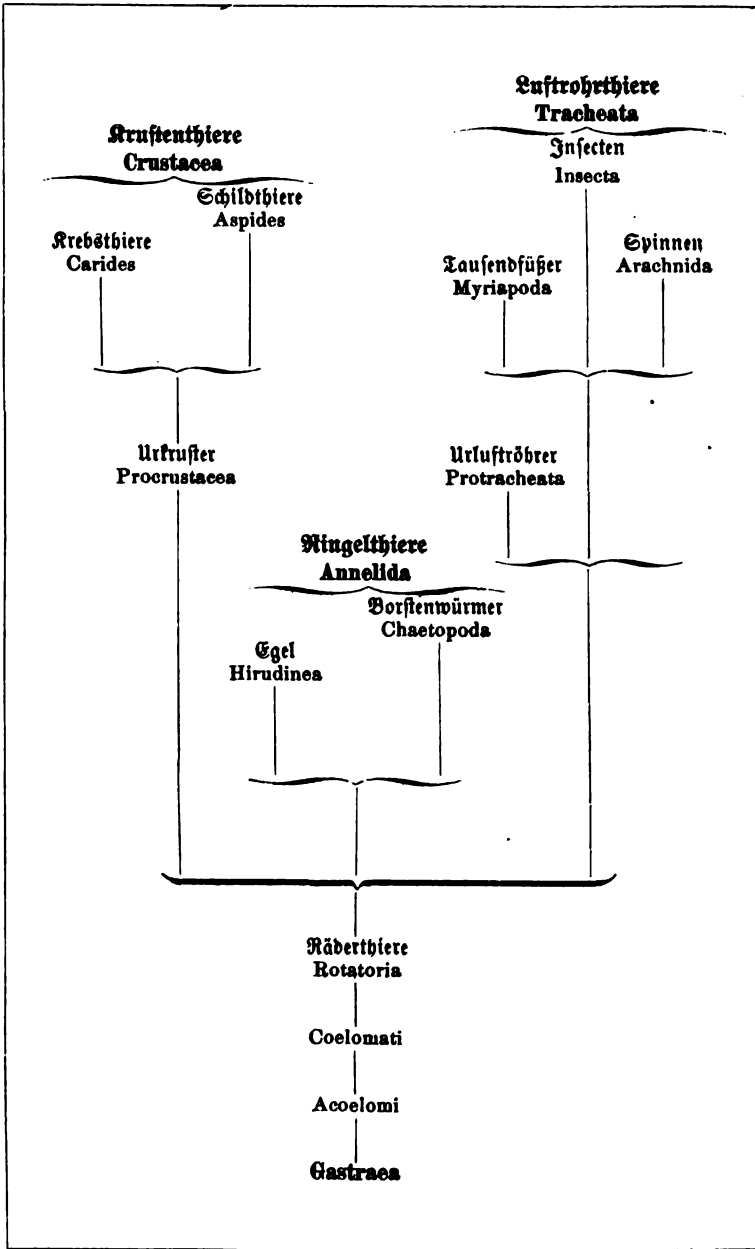 Luftrohrthiere
Tracheata
Krustenthiere
Crustacea
Insecten
Insecta
Schildthiere
Aspides
Krebsthiere
Carides
Tausendfüßer
Myriapoda
Spinnen
Arachnida
Urkruster
Procrustacea
Urluftröhrer
Protracheata
Ringelthiere
Annelida
Borstenwürmer
Chaetopoda
Egel
Hirudinea
Räderthiere
Rotatoria
Coelomati
Acoelomi
Gastraea